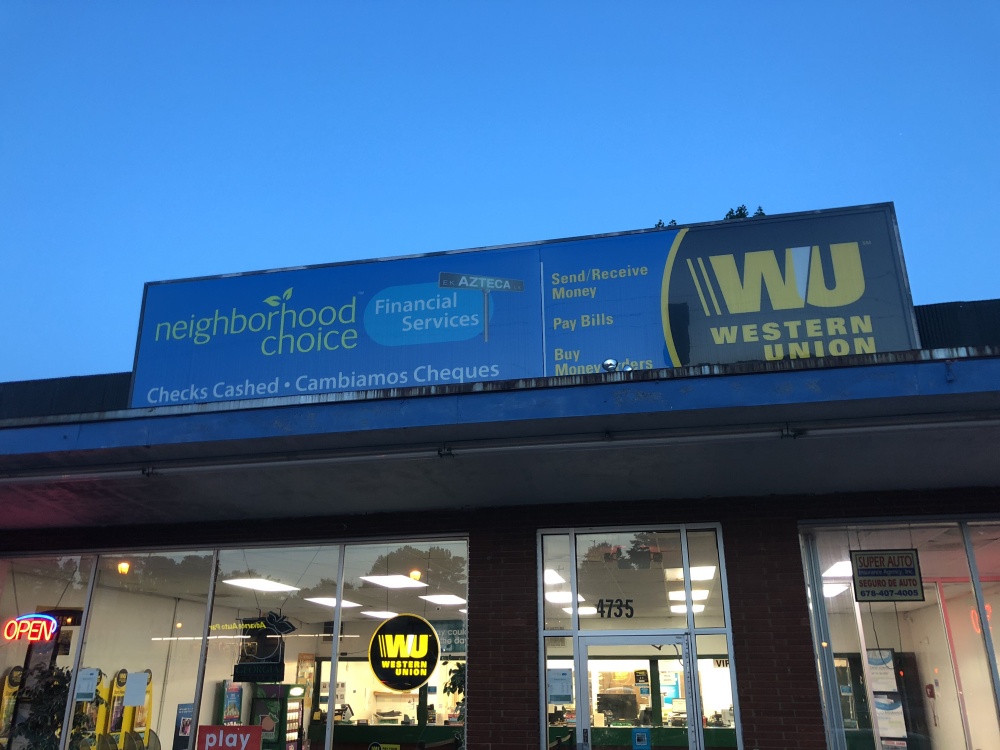 neighborhood
choice
Financial
Services
AZTECA
Checks Cashed • Cambiamos Cheques
Send/Receive
Money
Pay Bills
Buy
WU
WESTERN
UNION
4735
OPEN
WU
WESTERN
UNION
play
VIP
SUPER AUTO
SEGURO DE AUTO
678-407-4005